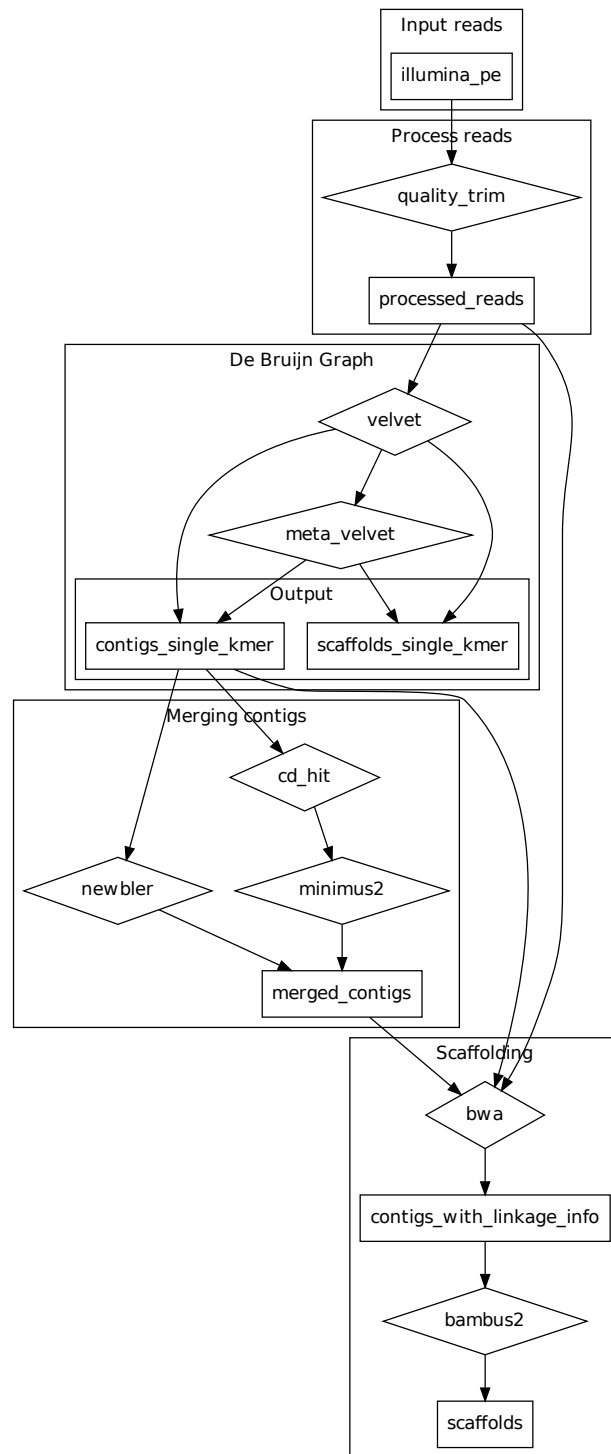 Input reads
illumina_pe
Process reads
quality_trim
processed_reads
De Bruijn Graph
velvet
meta_velvet
Output
contigs_single_kmer
scaffolds_single_kmer
Merging contigs
cd_hit
newbler
minimus2
merged_contigs
Scaffolding
bwa
contigs_with_linkage_info
bambus2
scaffolds